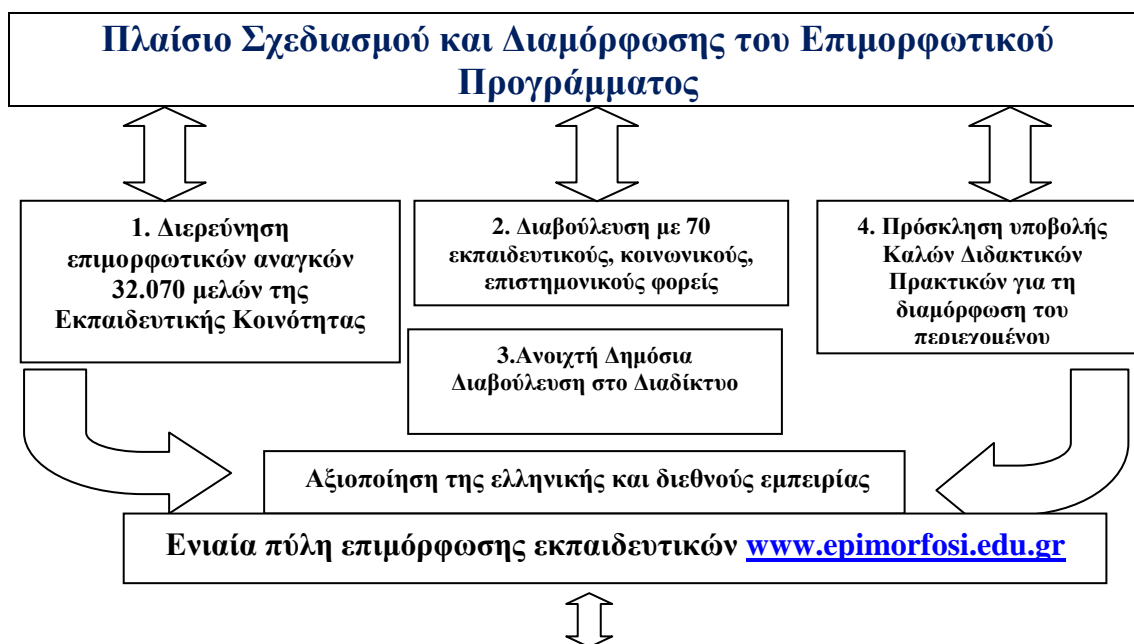 Πλαίσιο Σχεδιασμού και Διαμόρφωσης του Επιμορφωτικού
Προγράμματος
1. Διερεύνηση
επιμορφωτικών αναγκών
32.070 μελών της
Εκπαιδευτικής Κοινότητας
2. Διαβούλευση με 70
εκπαιδευτικούς, κοινωνικούς,
επιστημονικούς φορείς
3.Ανοιχτή Δημόσια
Διαβούλευση στο Διαδίκτυο
4. Πρόσκληση υποβολής
Καλών Διδακτικών
Πρακτικών για τη
διαμόρφωση του
περιεχομένου
Αξιοποίηση της ελληνικής και διεθνούς εμπειρίας
Ενιαία πύλη επιμόρφωσης εκπαιδευτικών www.epimorfosi.edu.gr